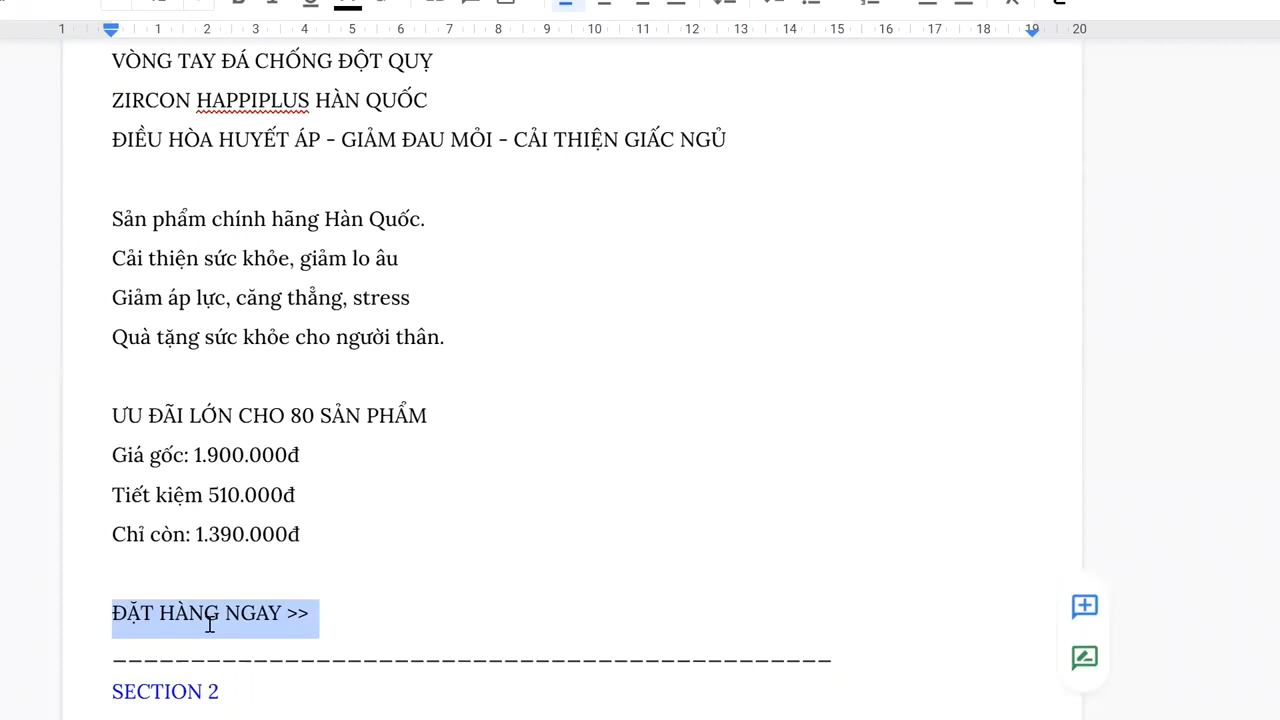 1 1 2 3 4 5 6 7 8 9 10 11 12 13 14 15 16 17 18 19 20
VÒNG TAY ĐÁ CHỐNG ĐỘT QUỴ
ZIRCON HAPPIPLUS HÀN QUỐC
ĐIỀU HÒA HUYẾT ÁP - GIẢM ĐAU MỎI - CẢI THIỆN GIẤC NGỦ
Sản phẩm chính hãng Hàn Quốc.
Cải thiện sức khỏe, giảm lo âu
Giảm áp lực, căng thẳng, stress
Quà tặng sức khỏe cho người thân.
ƯU ĐÃI LỚN CHO 80 SẢN PHẨM
Giá gốc: 1.900.000đ
Tiết kiệm 510.000đ
Chỉ còn: 1.390.000đ
ĐẶT HÀNG NGAY >>
______________________________________________
SECTION 2